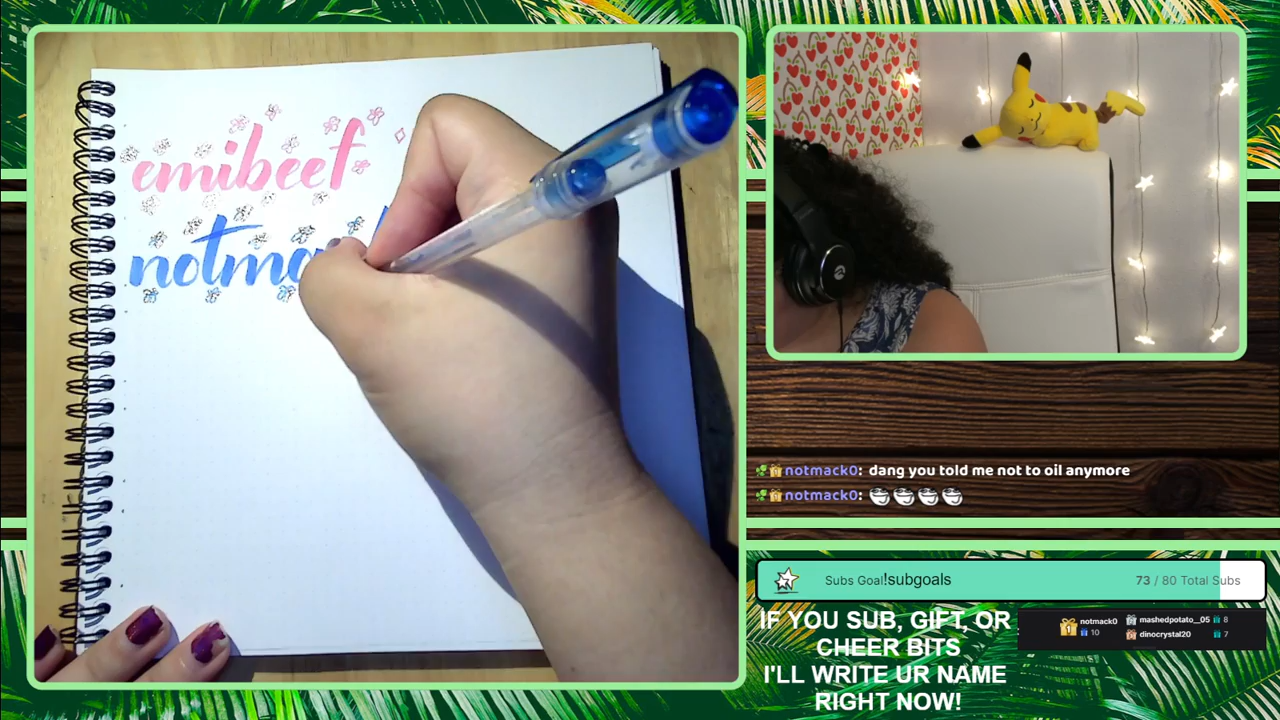 emibeef
notma
notmack0: dang you told me not to oil anymore
notmack0:
Subs Goal!subgoals 73 / 80 Total Subs
IF YOU SUB, GIFT, OR
CHEER BITS
I'LL WRITE UR NAME
RIGHT NOW!
1 notmack0 10
mashedpotato_05 8
dinocrystal20 7